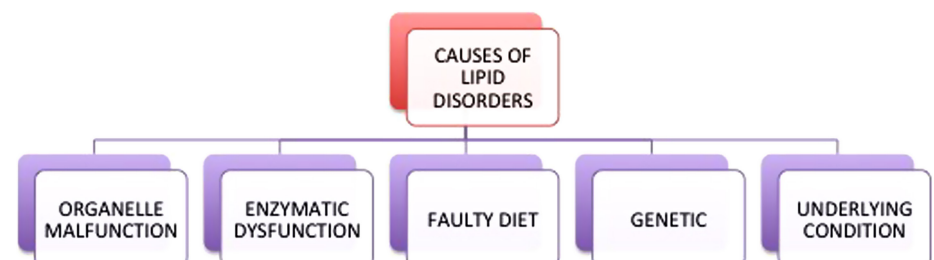 CAUSES OF
LIPID
DISORDERS
ORGANELLE
MALFUNCTION
ENZYMATIC
DYSFUNCTION
FAULTY DIET
GENETIC
UNDERLYING
CONDITION